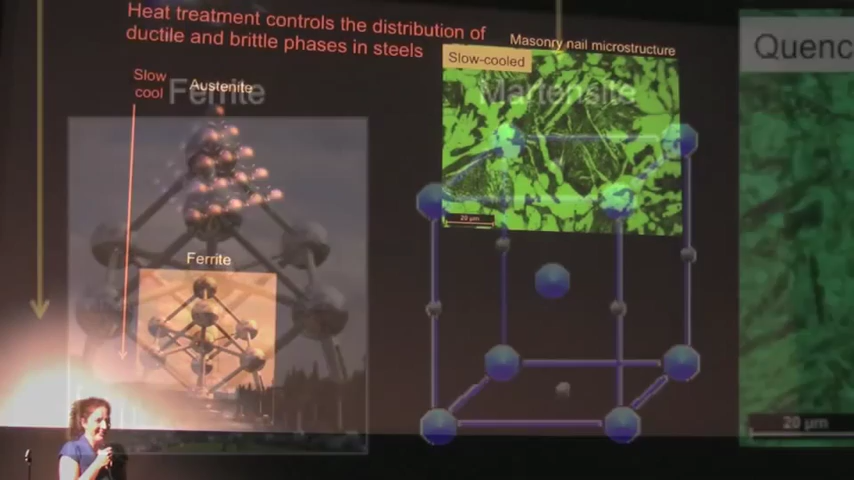 Heat treatment controls the distribution of
ductile and brittle phases in steels
Masonry nail microstructure
Slow-cooled
Quenc
Slow
cool
Austenite
Ferrite
Martensite
20 µm
Ferrite
20 µm